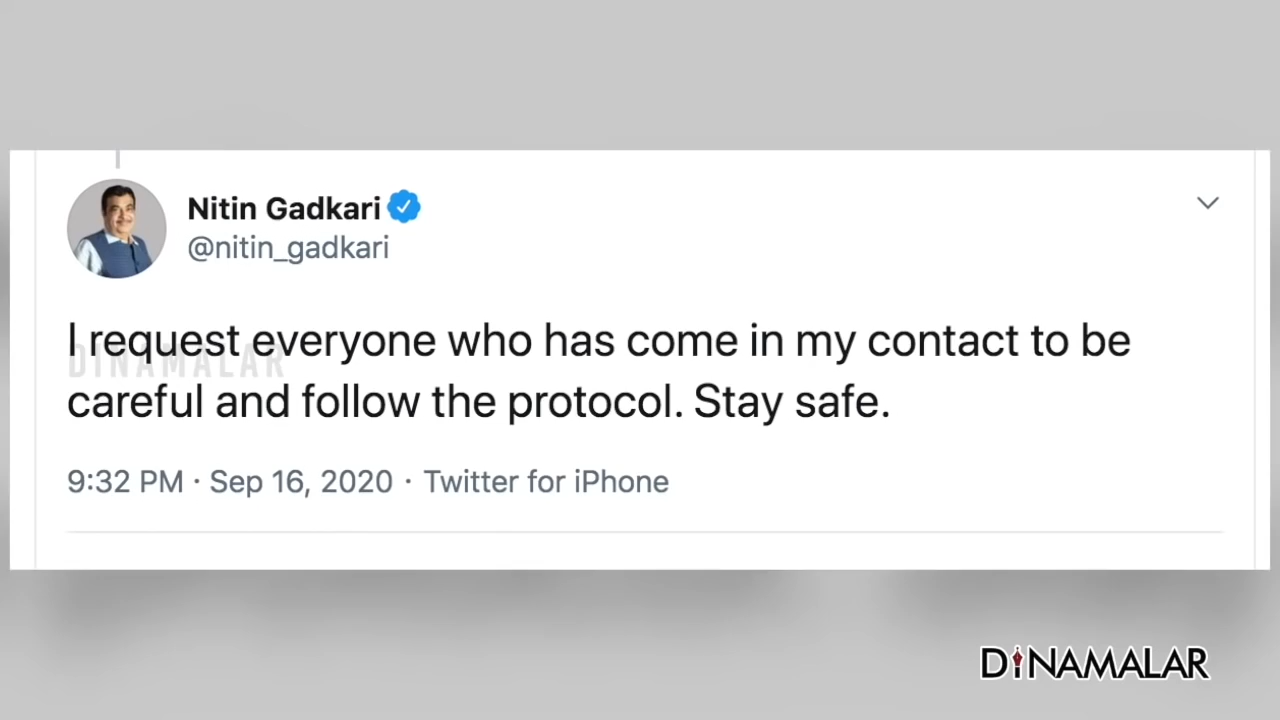 Nitin Gadkari
@nitin_gadkari
I request everyone who has come in my contact to be
DINAMALAR
careful and follow the protocol. Stay safe.
9:32 PM · Sep 16, 2020 · Twitter for iPhone
DINAMALAR